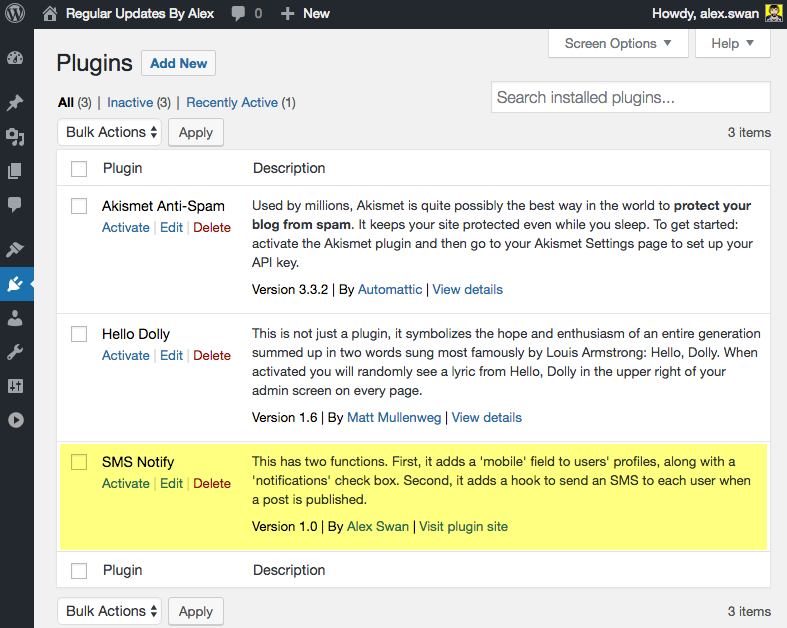 Regular Updates By Alex 0 + New Howdy, alex.swan
Screen Options ▼ Help ▼
Plugins Add New
All (3) | Inactive (3) | Recently Active (1)
Search installed plugins...
Bulk Actions Apply 3 items
Plugin Description
Akismet Anti-Spam
Activate | Edit | Delete
Used by millions, Akismet is quite possibly the best way in the world to protect your
blog from spam. It keeps your site protected even while you sleep. To get started:
activate the Akismet plugin and then go to your Akismet Settings page to set up your
API key.
Version 3.3.2 | By Automattic | View details
Hello Dolly
Activate | Edit | Delete
This is not just a plugin, it symbolizes the hope and enthusiasm of an entire generation
summed up in two words sung most famously by Louis Armstrong: Hello, Dolly. When
activated you will randomly see a lyric from Hello, Dolly in the upper right of your
admin screen on every page.
Version 1.6 | By Matt Mullenweg | View details
SMS Notify
Activate | Edit | Delete
This has two functions. First, it adds a 'mobile' field to users' profiles, along with a
'notifications' check box. Second, it adds a hook to send an SMS to each user when
a post is published.
Version 1.0 | By Alex Swan | Visit plugin site
Plugin Description
Bulk Actions Apply 3 items